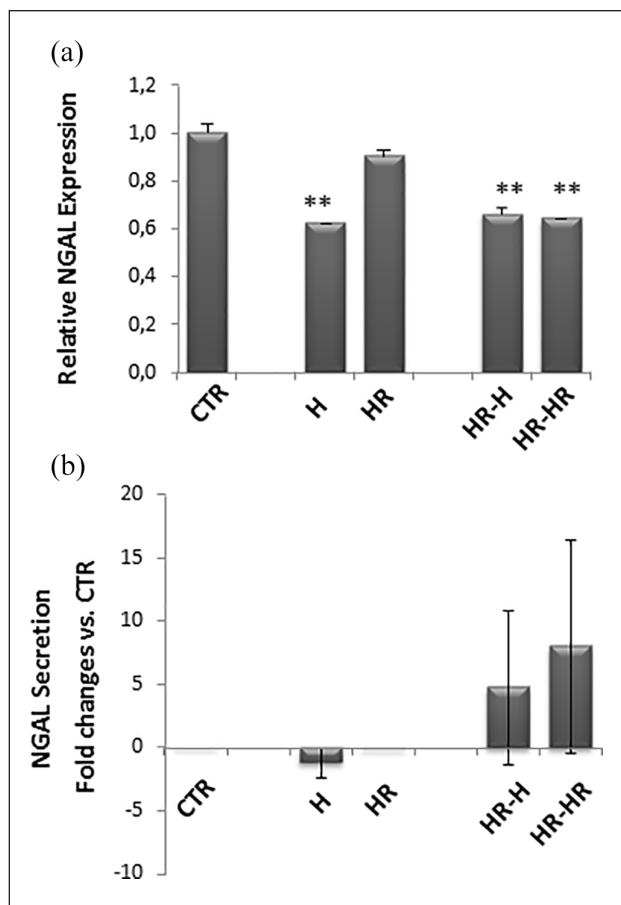 (a)
Relative NGAL Expression
1,2
1,0
0,8
0,6
0,4
0,2
0,0
**
**
**
CTR
H
HR
HR-H
HR-HR
(b)
NGAL Secretion
Fold changes vs. CTR
20
15
10
5
0
-5
-10
CTR
H
HR
HR-H
HR-HR